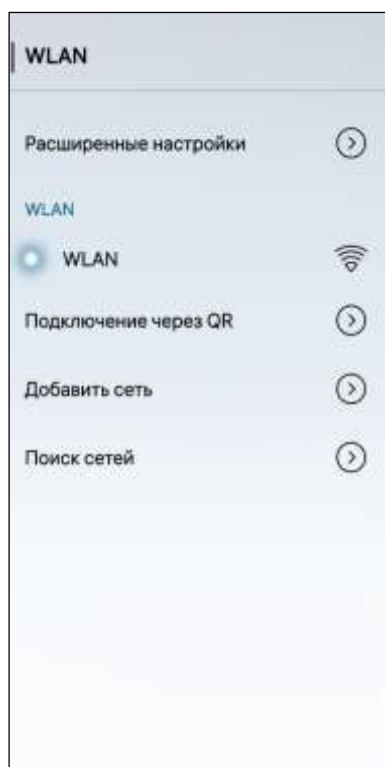 WLAN
Расширенные настройки
WLAN
WLAN
Подключение через QR
Добавить сеть
Поиск сетей